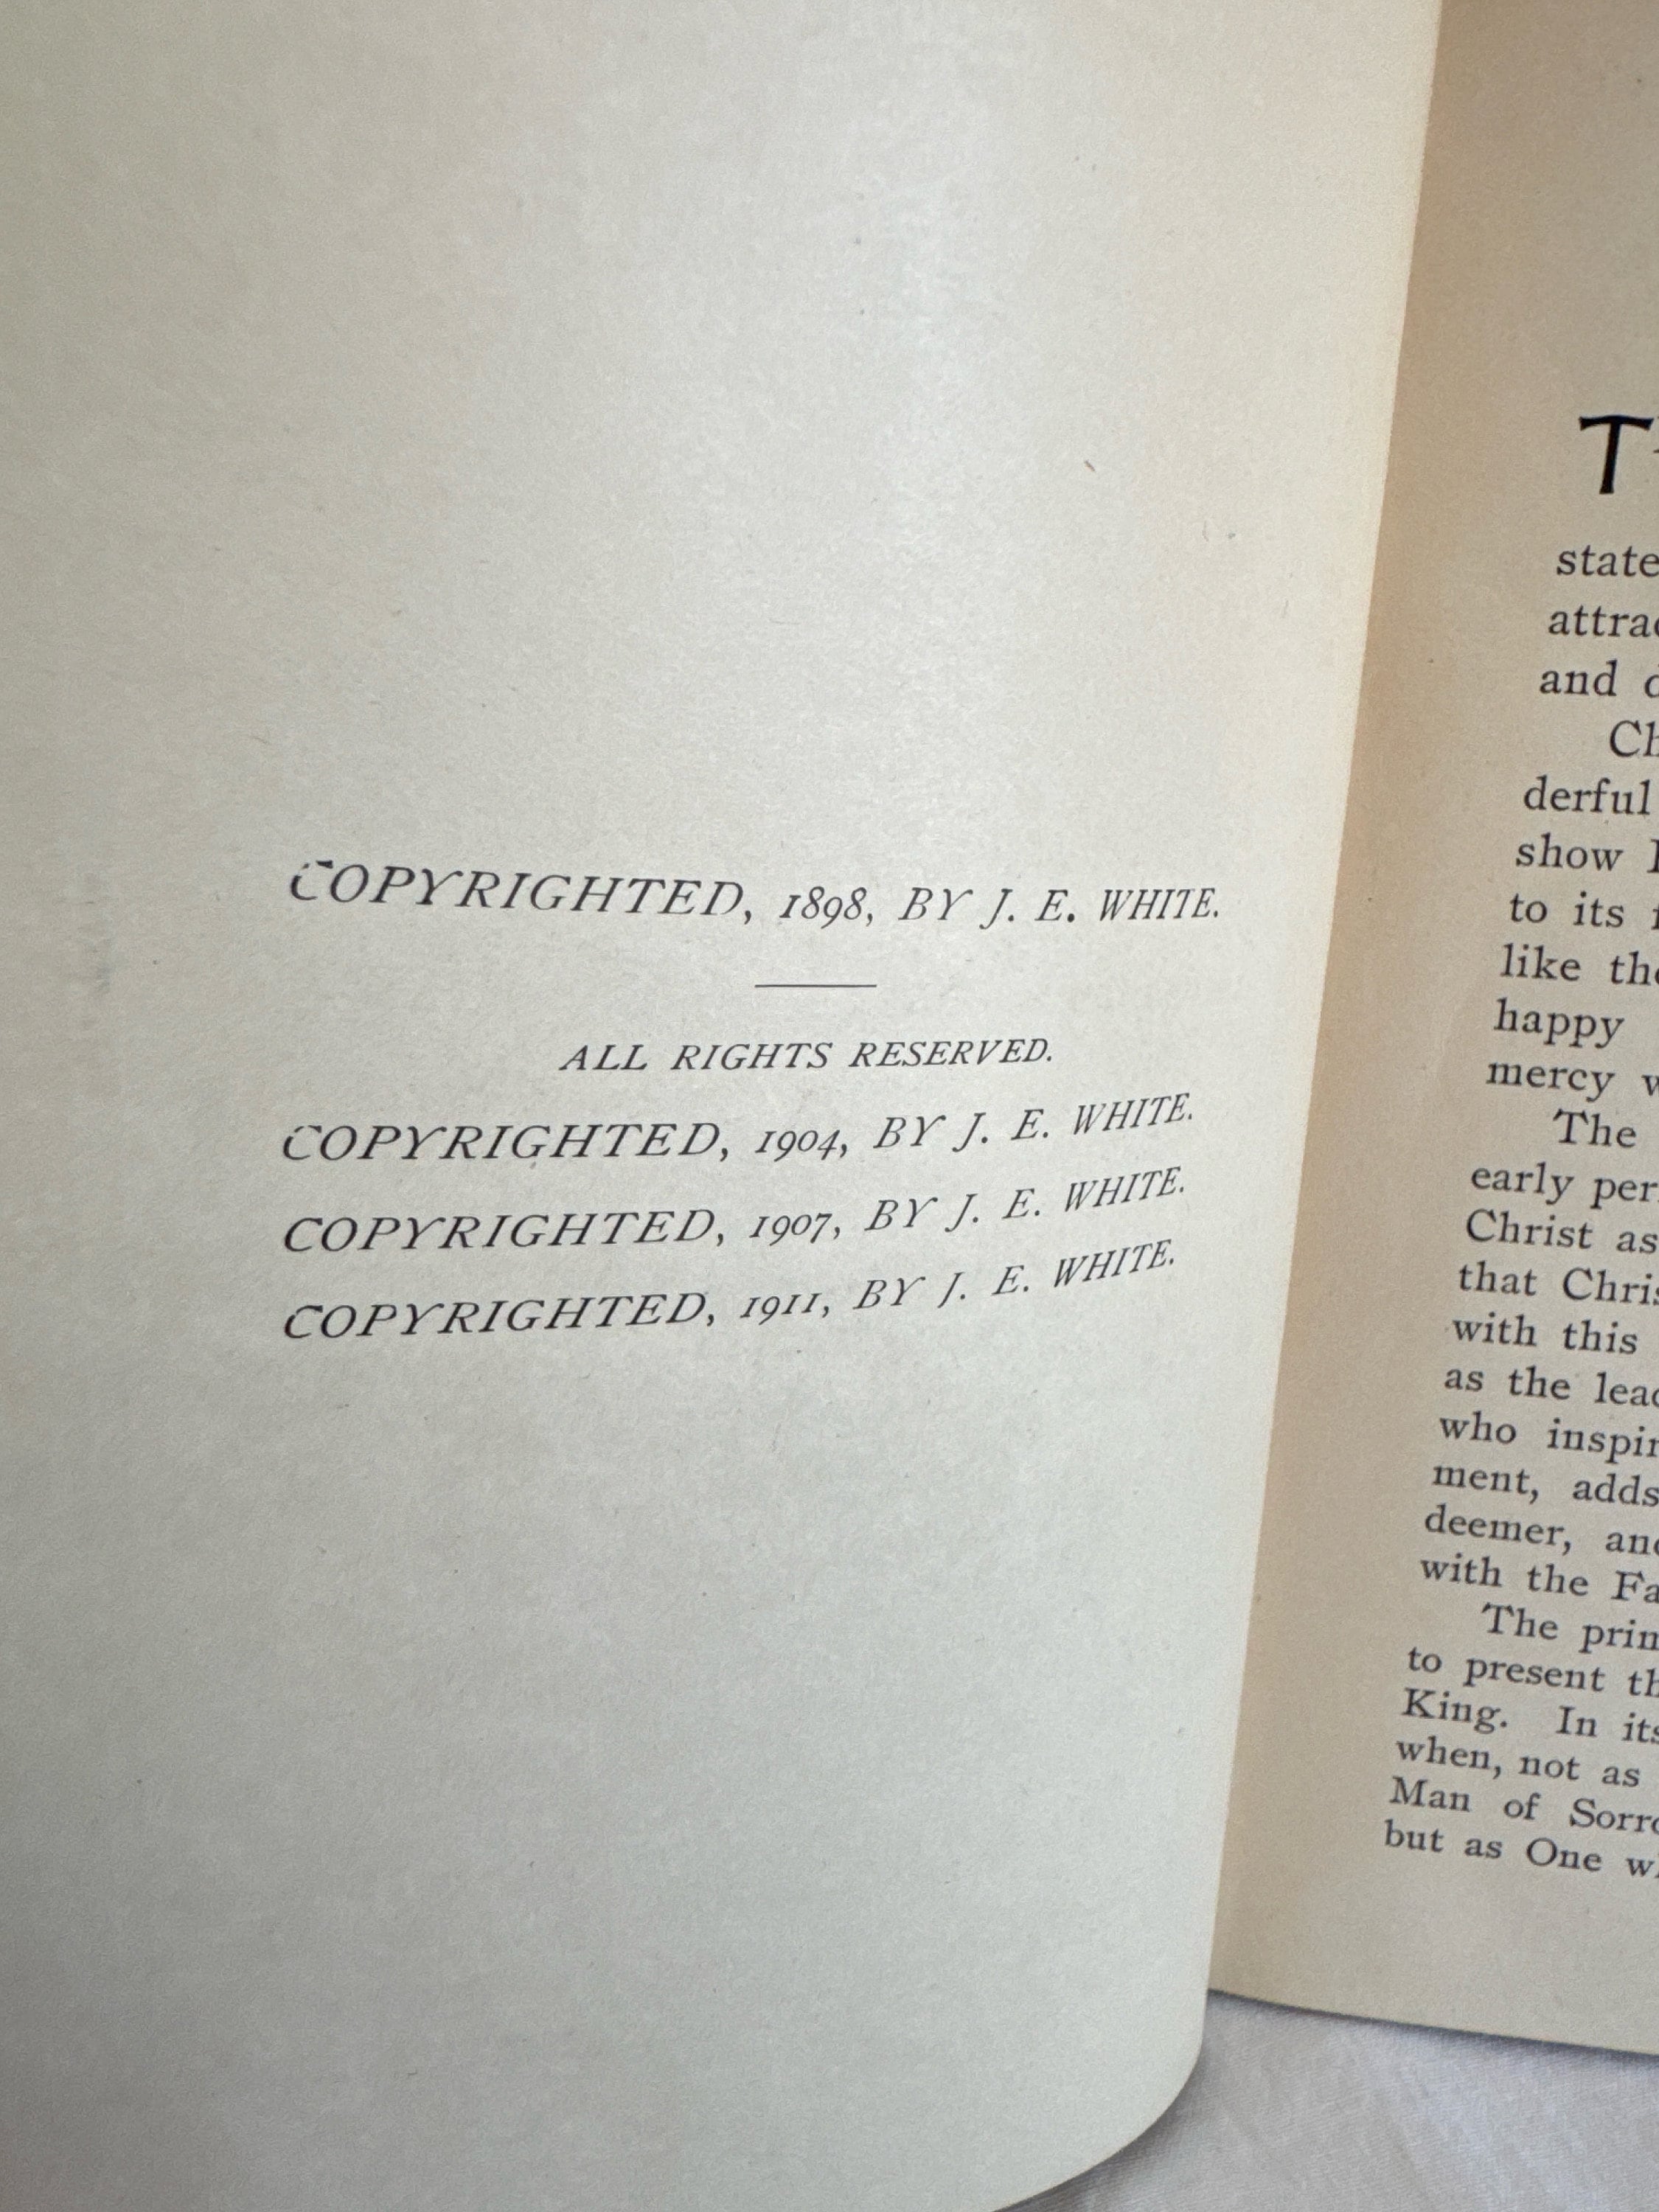 COPYRIGHTED, 1898, BY J. E. WHITE.
ALL RIGHTS RESERVED.
COPYRIGHTED, 1904, BY J. E. WHITE.
COPYRIGHTED, 1907, BY J. E. WHITE.
COPYRIGHTED, 1911, BY J. E. WHITE.
state
and
derful
show
to its
like
happy
mercy
The
early
Christ as
that
with this
as the
who
ment, adds
deemer,
with the
The
to present
King. In
when, not as
Man of
but as One